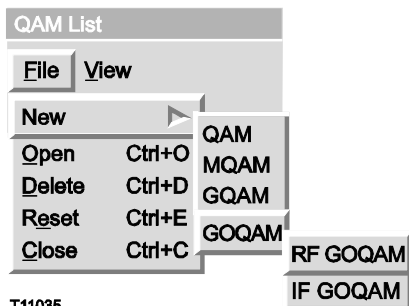 QAM List
File View
New
Open Ctrl+O
Delete Ctrl+D
Reset Ctrl+E
Close Ctrl+C
QAM
MQAM
GQAM
GOQAM
RF GOQAM
IF GOQAM
T11035